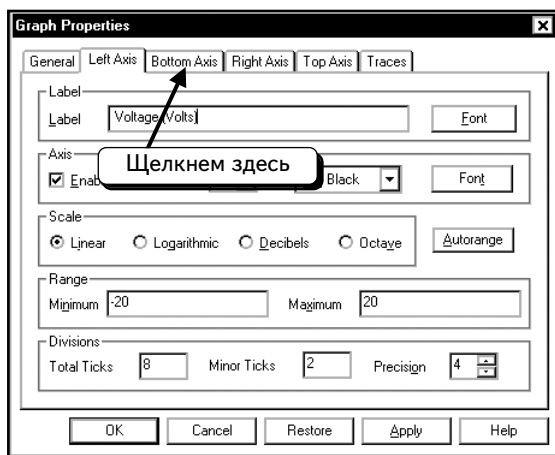 Graph Properties
General Left Axis Bottom Axis Right Axis Top Axis Traces
Label
Label Voltage (Volts) Font
Axis
Щелкнем здесь
Enab Black Font
Scale
Linear Logarithmic Decibels Octave Autorange
Range
Minimum -20 Maximum 20
Divisions
Total Ticks 8 Minor Ticks 2 Precision 4
OK Cancel Restore Apply Help